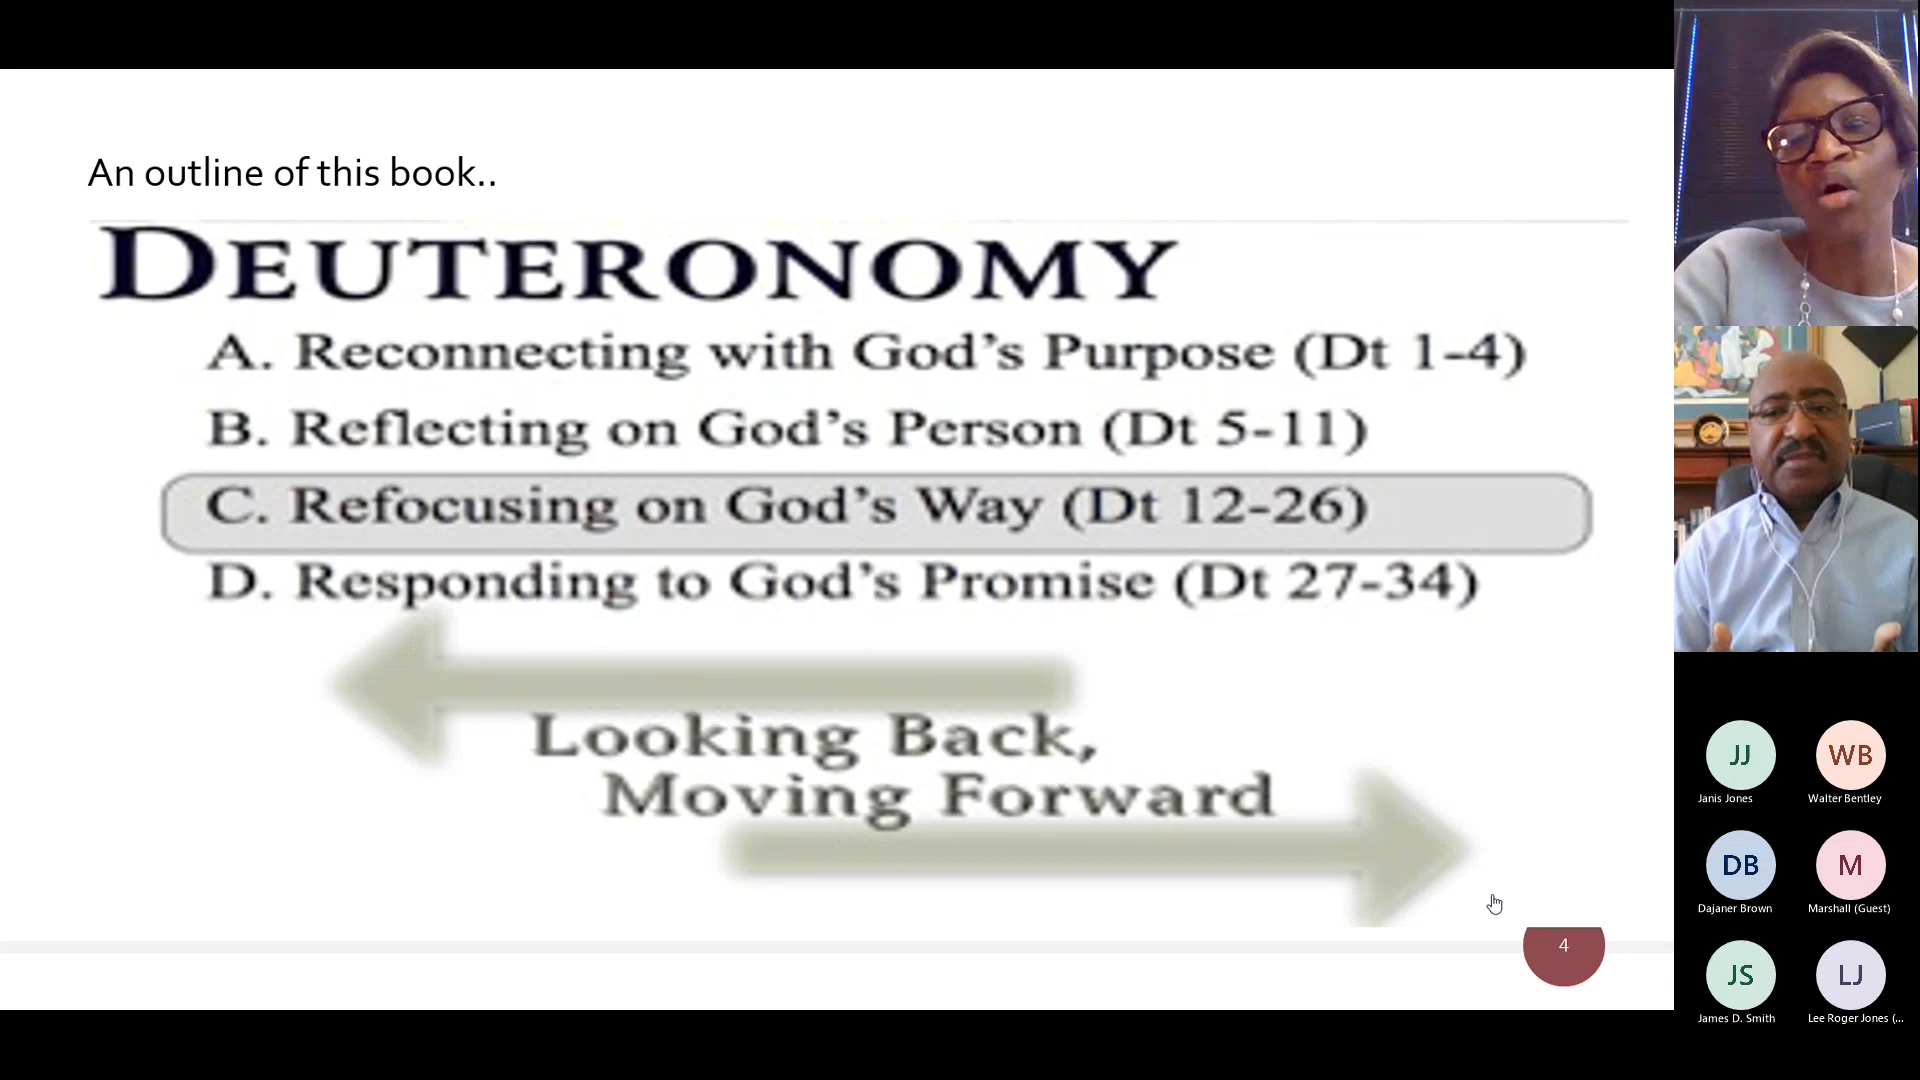 An outline of this book..
DEUTERONOMY
A. Reconnecting with God's Purpose (Dt 1-4)
B. Reflecting on God's Person (Dt 5-11)
C. Refocusing on God's Way (Dt 12-26)
D. Responding to God's Promise (Dt 27-34)
Looking Back,
Moving Forward
4
JJ
WB
Janis Jones
Walter Bentley
DB
M
Dajaner Brown
Marshall (Guest)
JS
LJ
James D. Smith
Lee Roger Jones (...